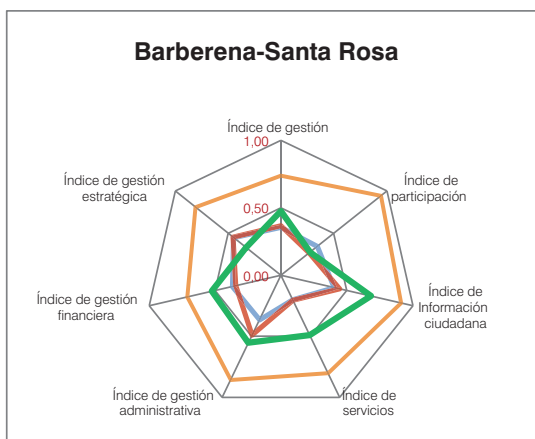 Barberena-Santa Rosa
Índice de gestión
1,00
Índice de gestión
estratégica
Índice de
participación
0,50
0,00
Índice de gestión
financiera
Índice de
Información
ciudadana
Índice de gestión
administrativa
Índice de
servicios